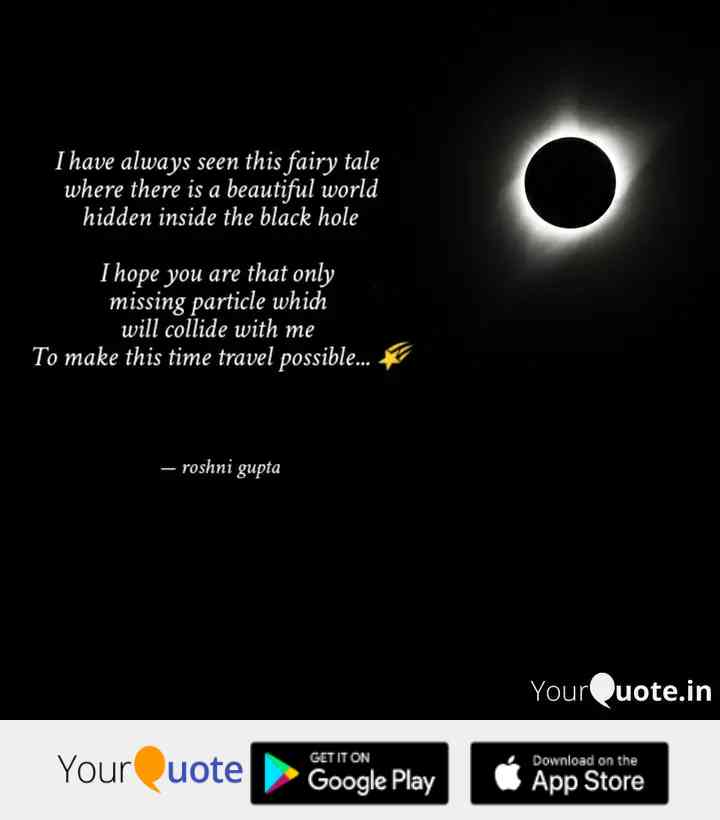 I have always seen this fairy tale
where there is a beautiful world
hidden inside the black hole
I hope you are that only
missing particle which
will collide with me
To make this time travel possible... 🌠
— roshni gupta
YourQuote.in
YourQuote
GET IT ON
Google Play
Download on the
App Store